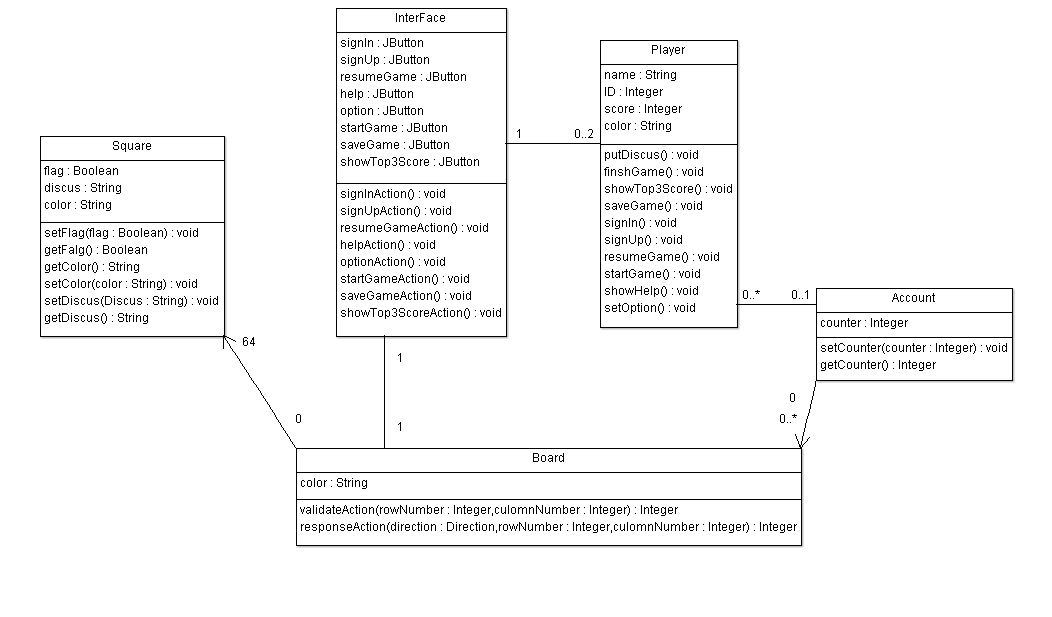 InterFace
signIn : JButton
signUp : JButton
resumeGame : JButton
help : JButton
option : JButton
startGame : JButton
saveGame : JButton
showTop3Score : JButton
signInAction() : void
signUpAction() : void
resumeGameAction() : void
helpAction() : void
optionAction() : void
startGameAction() : void
saveGameAction() : void
showTop3ScoreAction() : void
1
0..2
Player
name : String
ID : Integer
score : Integer
color : String
putDiscus() : void
finshGame() : void
showTop3Score() : void
saveGame() : void
signIn() : void
signUp() : void
resumeGame() : void
startGame() : void
showHelp() : void
setOption() : void
Square
flag : Boolean
discus : String
color : String
setFlag(flag : Boolean) : void
getFalg() : Boolean
getColor() : String
setColor(color : String) : void
setDiscus(Discus : String) : void
getDiscus() : String
0..*
0..1
Account
counter : Integer
setCounter(counter : Integer) : void
getCounter() : Integer
64
0
1
1
0
0..*
Board
color : String
validateAction(rowNumber : Integer,culomnNumber : Integer) : Integer
responseAction(direction : Direction,rowNumber : Integer,culomnNumber : Integer) : Integer